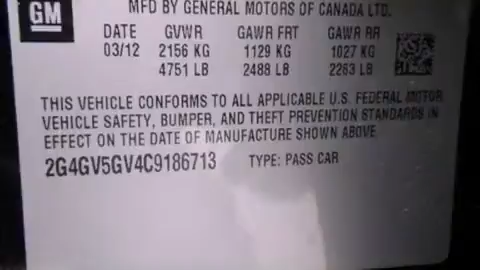 MFD BY GENERAL MOTORS OF CANADA LTD.
GM
DATE GVWR GAWR FRT GAWR RR
03/12 2156 KG 1129 KG 1027 KG
4751 LB 2488 LB 2263 LB
THIS VEHICLE CONFORMS TO ALL APPLICABLE U.S. FEDERAL MOTOR
VEHICLE SAFETY, BUMPER, AND THEFT PREVENTION STANDARDS IN
EFFECT ON THE DATE OF MANUFACTURE SHOWN ABOVE.
2G4GV5GV4C9186713 TYPE: PASS CAR